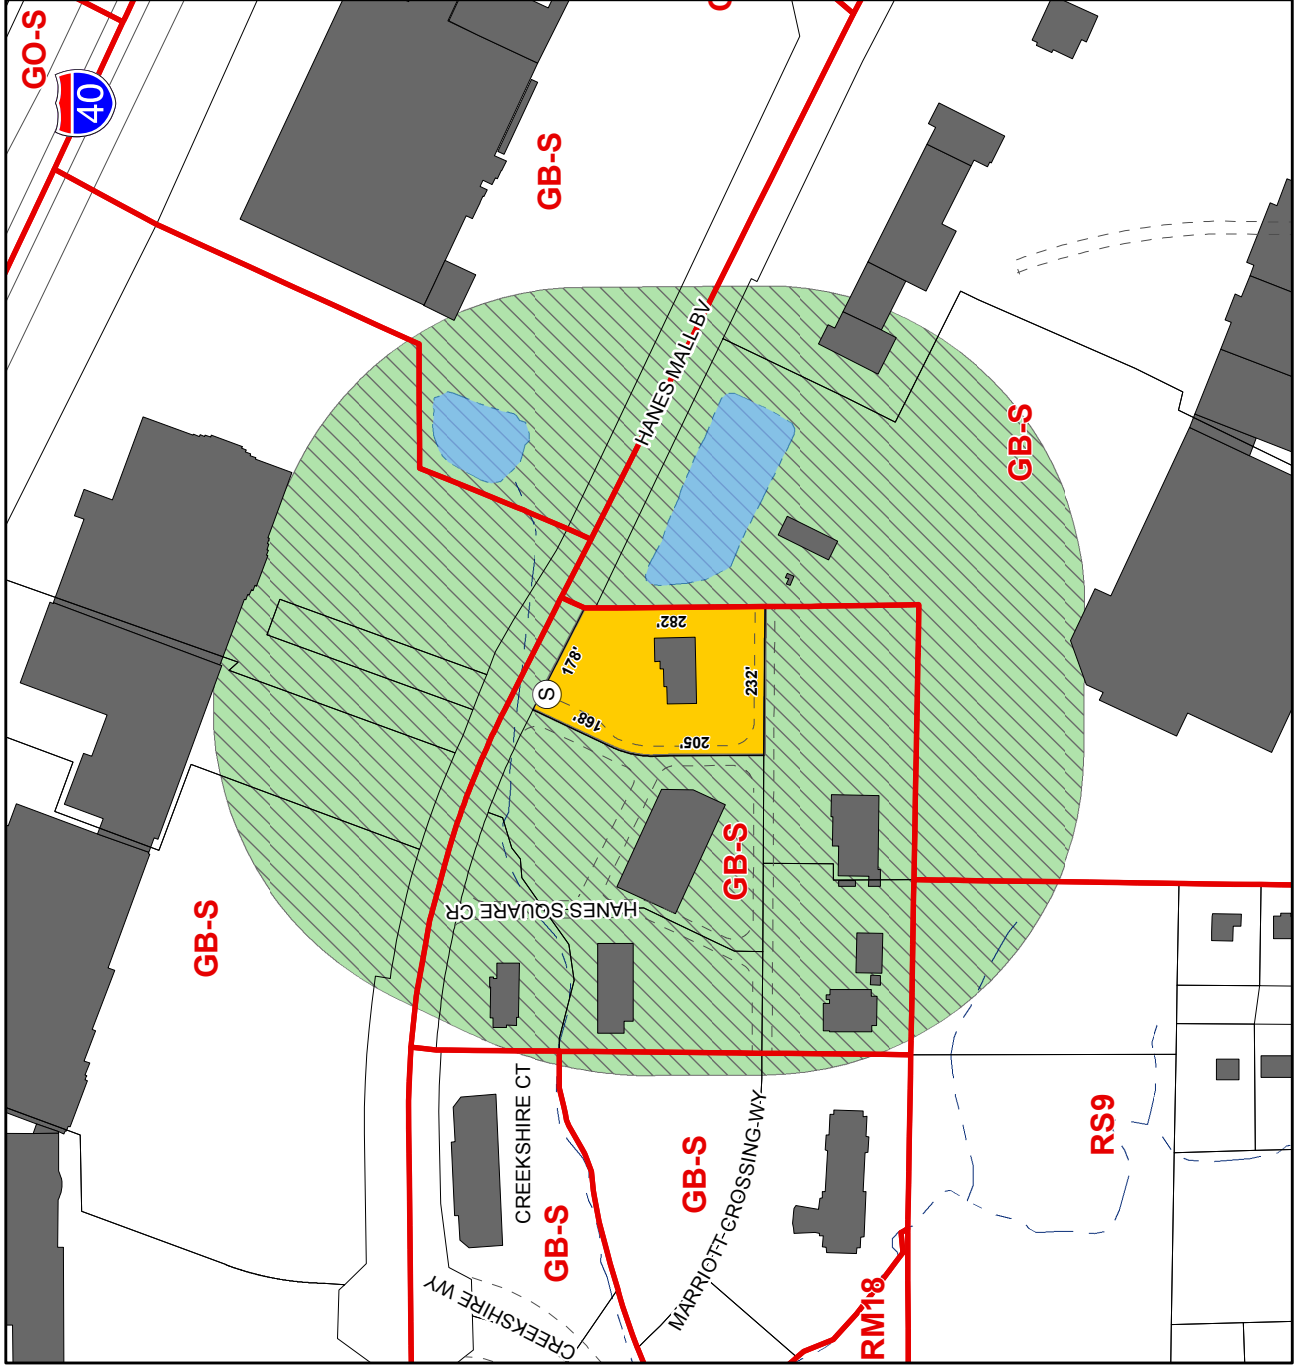 GO-S
40
GB-S
HANES MALL BV
GB-S
282'
178'
S
232'
168'
205'
GB-S
HANES SQUARE CR
GB-S
CREEKSHIRE CT
RS9
GB-S
MARRIOTT CROSSING WY
GB-S
CREEKSHIRE WY
RM18